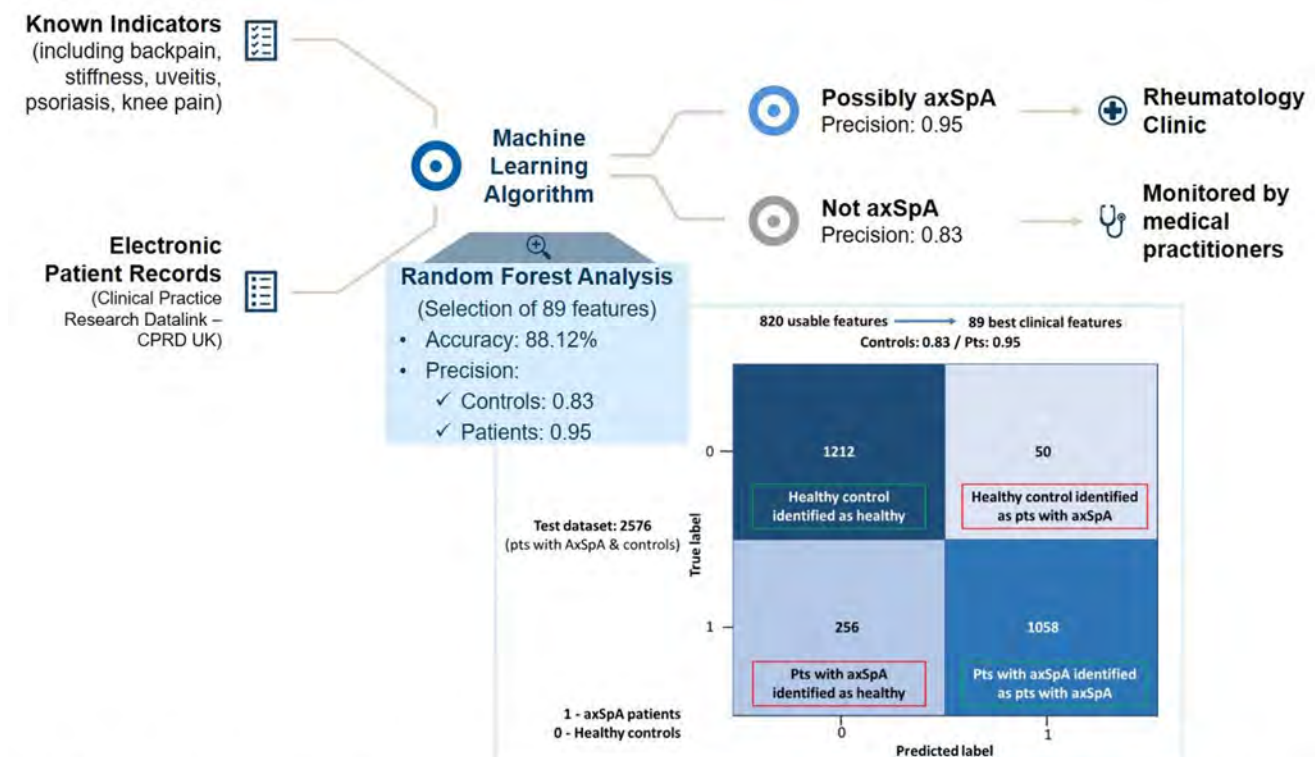 Known Indicators
(including backpain,
stiffness, uveitis,
psoriasis, knee pain)
Electronic
Patient Records
(Clinical Practice
Research Datalink –
CPRD UK)
Machine
Learning
Algorithm
Possibly axSpA
Precision: 0.95
Rheumatology
Clinic
Not axSpA
Precision: 0.83
Monitored by
medical
practitioners
Random Forest Analysis
(Selection of 89 features)
• Accuracy: 88.12%
• Precision:
✓ Controls: 0.83
✓ Patients: 0.95
820 usable features → 89 best clinical features
Controls: 0.83 / Pts: 0.95
Test dataset: 2576
(pts with AxSpA & controls)
True label
0
1
1212
Healthy control
identified as healthy
50
Healthy control identified
as pts with axSpA
256
Pts with axSpA
identified as healthy
1058
Pts with axSpA identified
as pts with axSpA
1 - axSpA patients
0 - Healthy controls
0
1
Predicted label